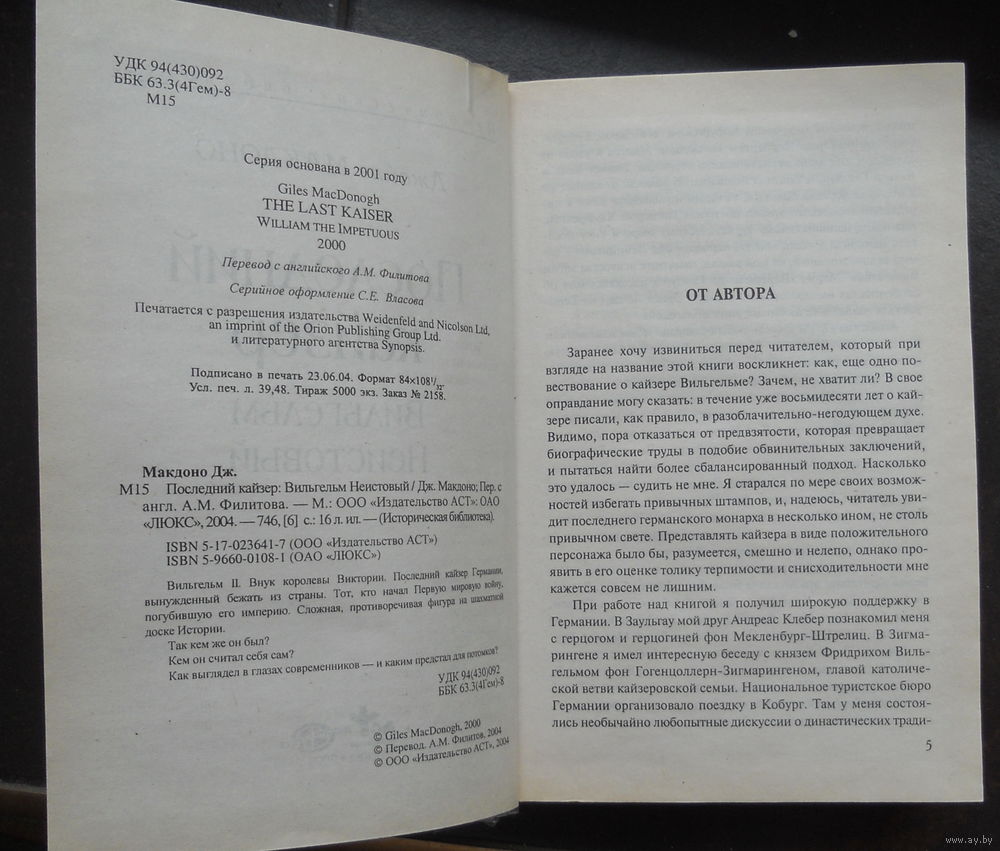 УДК 94(430)092
ББК 63.3(4Гем)-8
М15
Серия основана в 2001 году
Giles MacDonogh
THE LAST KAISER
WILLIAM THE IMPETUOUS
2000
Перевод с английского А.М. Филитова
Серийное оформление С.Е. Власова
Печатается с разрешения издательства Weidenfeld and Nicolson Ltd,
an imprint of the Orion Publishing Group Ltd.
и литературного агентства Synopsis.
Подписано в печать 23.06.04. Формат 84×108 1/32.
Усл. печ. л. 39,48. Тираж 5000 экз. Заказ № 2158.
Макдоно Дж.
М15 Последний кайзер: Вильгельм Неистовый / Дж. Макдоно; Пер. с
англ. А.М. Филитова. — М.: ООО «Издательство АСТ»: ОАО
«ЛЮКС», 2004. — 746, [6] с.: 16 л. ил. — (Историческая библиотека).
ISBN 5-17-023641-7 (ООО «Издательство АСТ»)
ISBN 5-9660-0108-1 (ОАО «ЛЮКС»)
Вильгельм II. Внук королевы Виктории. Последний кайзер Германии,
вынужденный бежать из страны. Тот, кто начал Первую мировую войну,
погубившую его империю. Сложная, противоречивая фигура на шахматной
доске Истории.
Так кем же он был?
Кем он считал себя сам?
Как выглядел в глазах современников — и каким предстал для потомков?
УДК 94(430)092
ББК 63.3(4Гем)-8
© Giles MacDonogh, 2000
© Перевод. А.М. Филитов, 2004
© ООО «Издательство АСТ», 2004
ОТ АВТОРА
Заранее хочу извиниться перед читателем, который при
взгляде на название этой книги воскликнет: как, еще одно по-
вествование о кайзере Вильгельме? Зачем, не хватит ли? В свое
оправдание могу сказать: в течение уже восьмидесяти лет о кай-
зере писали, как правило, в разоблачительно-негодующем духе.
Видимо, пора отказаться от предвзятости, которая превращает
биографические труды в подобие обвинительных заключений,
и пытаться найти более сбалансированный подход. Насколько
это удалось — судить не мне. Я старался по мере своих возмож-
ностей избегать привычных штампов, и, надеюсь, читатель уви-
дит последнего германского монарха в несколько ином, не столь
привычном свете. Представлять кайзера в виде положительного
персонажа было бы, разумеется, смешно и нелепо, однако про-
явить в его оценке толику терпимости и снисходительности мне
кажется совсем не лишним.
При работе над книгой я получил широкую поддержку в
Германии. В Заульгау мой друг Андреас Клебер познакомил меня
с герцогом и герцогиней фон Мекленбург-Штрелиц. В Зигма-
рингене я имел интересную беседу с князем Фридрихом Виль-
гельмом фон Гогенцоллерн-Зигмарингеном, главой католиче-
ской ветви кайзеровской семьи. Национальное туристское бюро
Германии организовало поездку в Кобург. Там у меня состоя-
лись необычайно любопытные дискуссии о династических тради-
5
www.ay.by